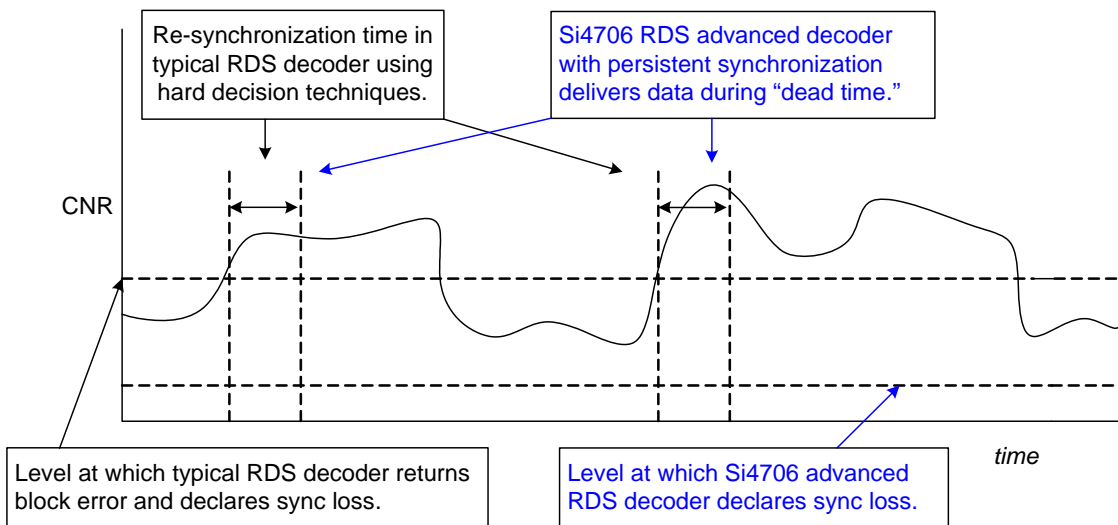 Re-synchronization time in
typical RDS decoder using
hard decision techniques.
Si4706 RDS advanced decoder
with persistent synchronization
delivers data during “dead time.”
CNR
time
Level at which typical RDS decoder returns
block error and declares sync loss.
Level at which Si4706 advanced
RDS decoder declares sync loss.